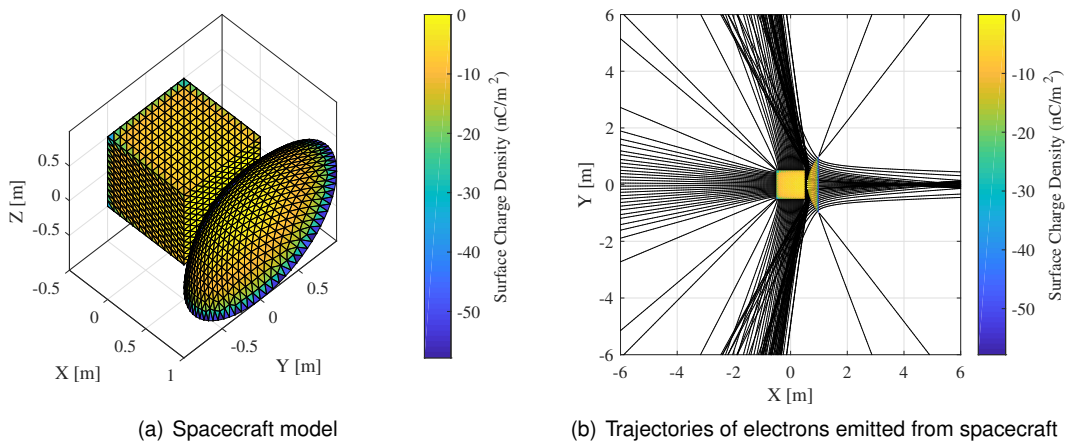 0.5
0
-0.5
Z [m]
-0.5
0
0.5
1
X [m]
-0.5
0
0.5
Y [m]
0
-10
-20
-30
-40
-50
Surface Charge Density (nC/m 2)
(a) Spacecraft model
6
4
2
0
-2
-4
-6
Y [m]
-6 -4 -2 0 2 4 6
X [m]
0
-10
-20
-30
-40
-50
Surface Charge Density (nC/m 2)
(b) Trajectories of electrons emitted from spacecraft